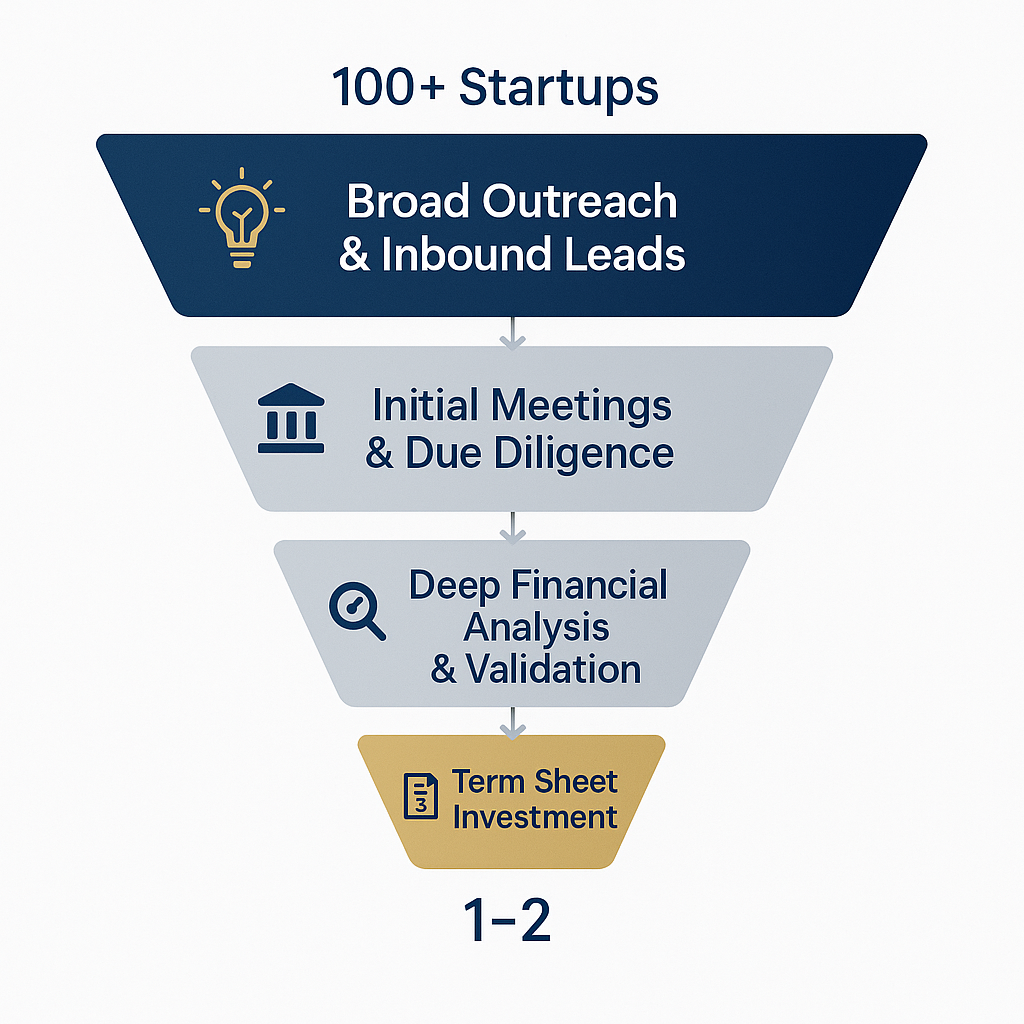 100+ Startups
Broad Outreach
& Inbound Leads
Initial Meetings
& Due Diligence
Deep Financial
Analysis
& Validation
3
Term Sheet
Investment
1–2